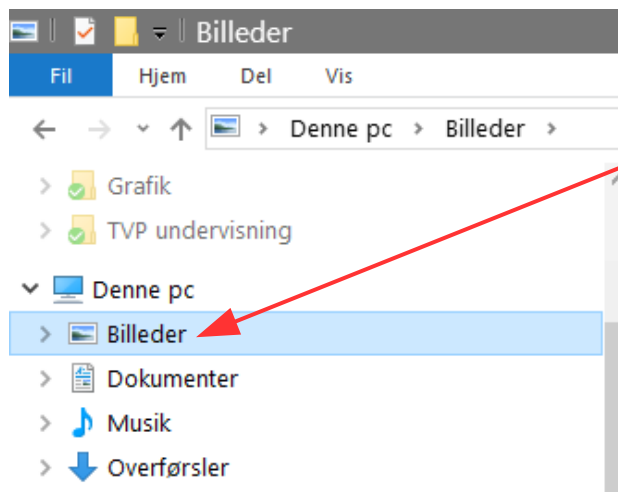 Billeder
Fil Hjem Del Vis
Denne pc Billeder
Grafik
TVP undervisning
Denne pc
Billeder
Dokumenter
Musik
Overførsler